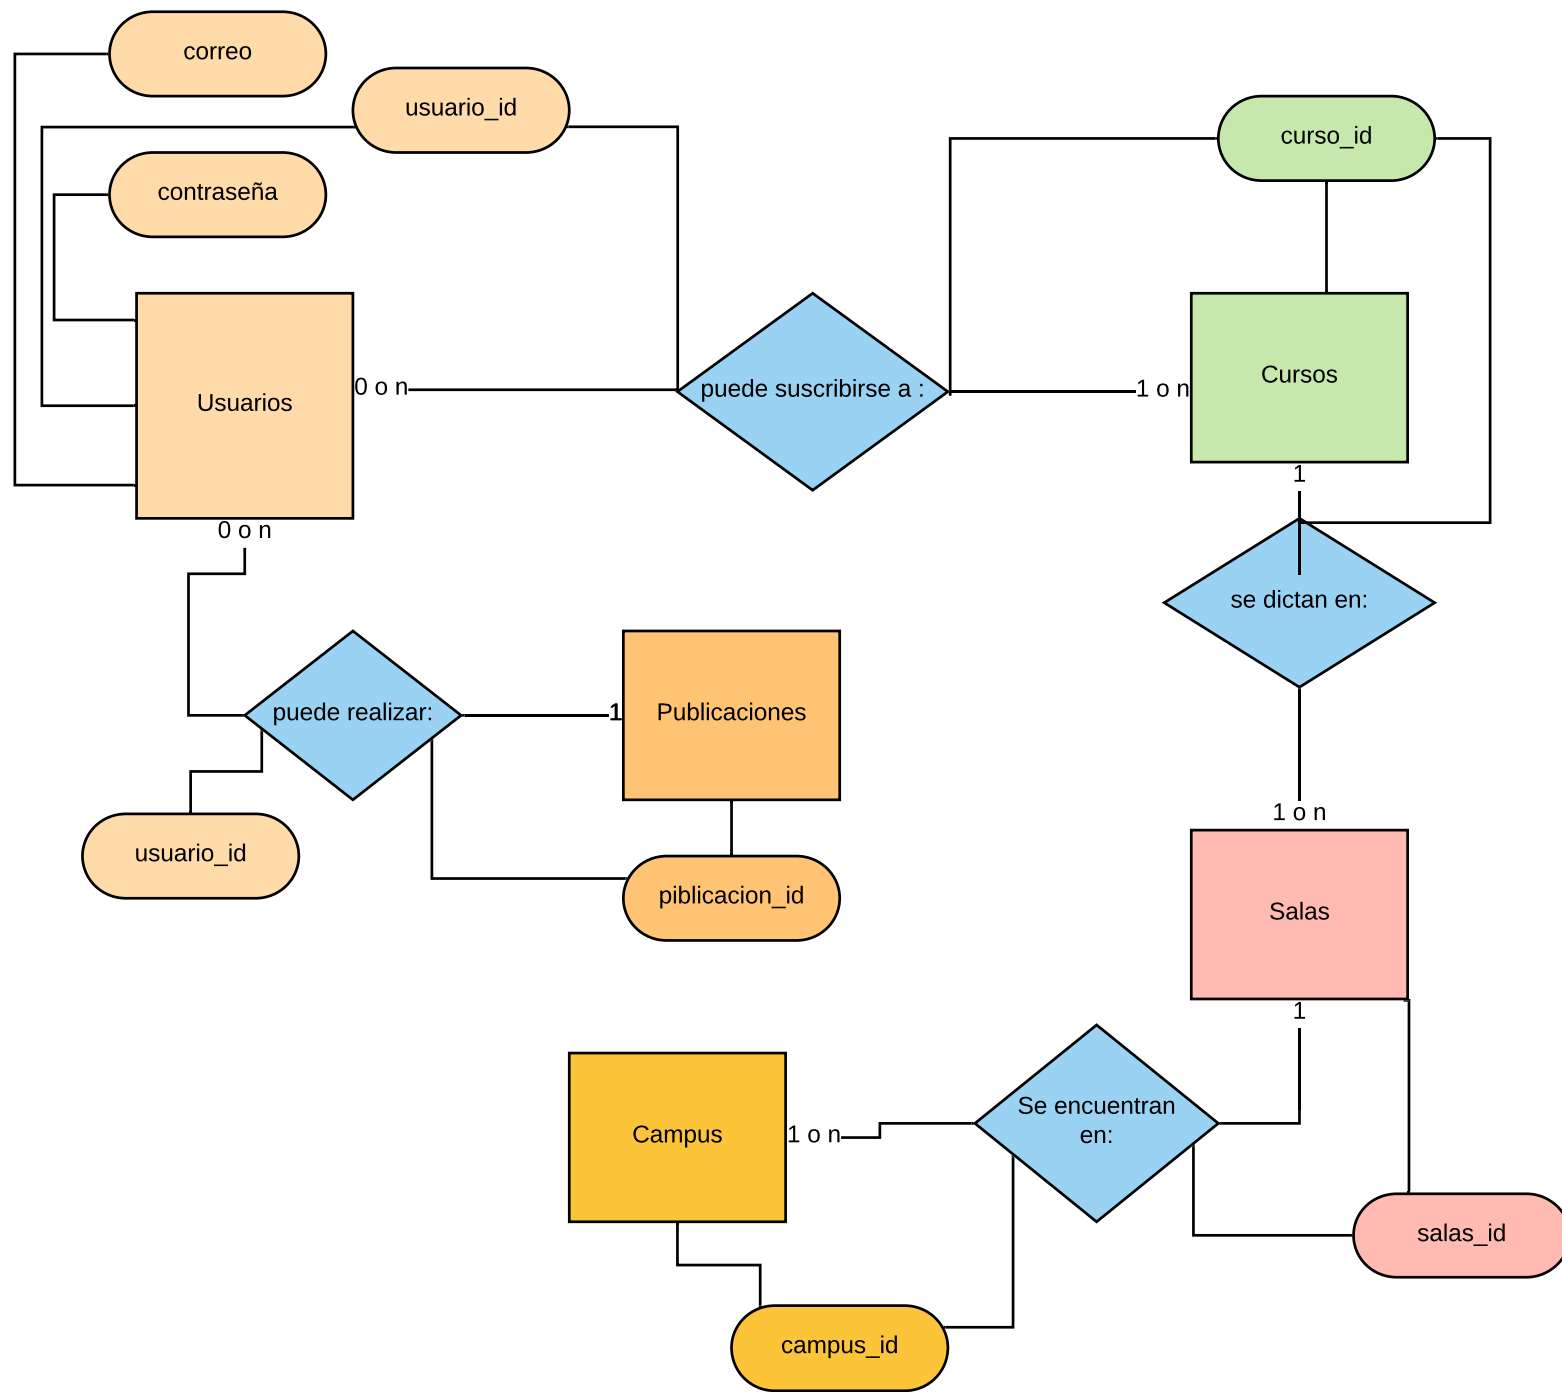 correo
usuario_id
curso_id
contraseña
Usuarios
0 o n
puede suscribirse a :
1 o n
Cursos
1
0 o n
se dictan en:
puede realizar:
1
Publicaciones
1 o n
usuario_id
piblicacion_id
Salas
1
Se encuentran
en:
Campus
1 o n
salas_id
campus_id